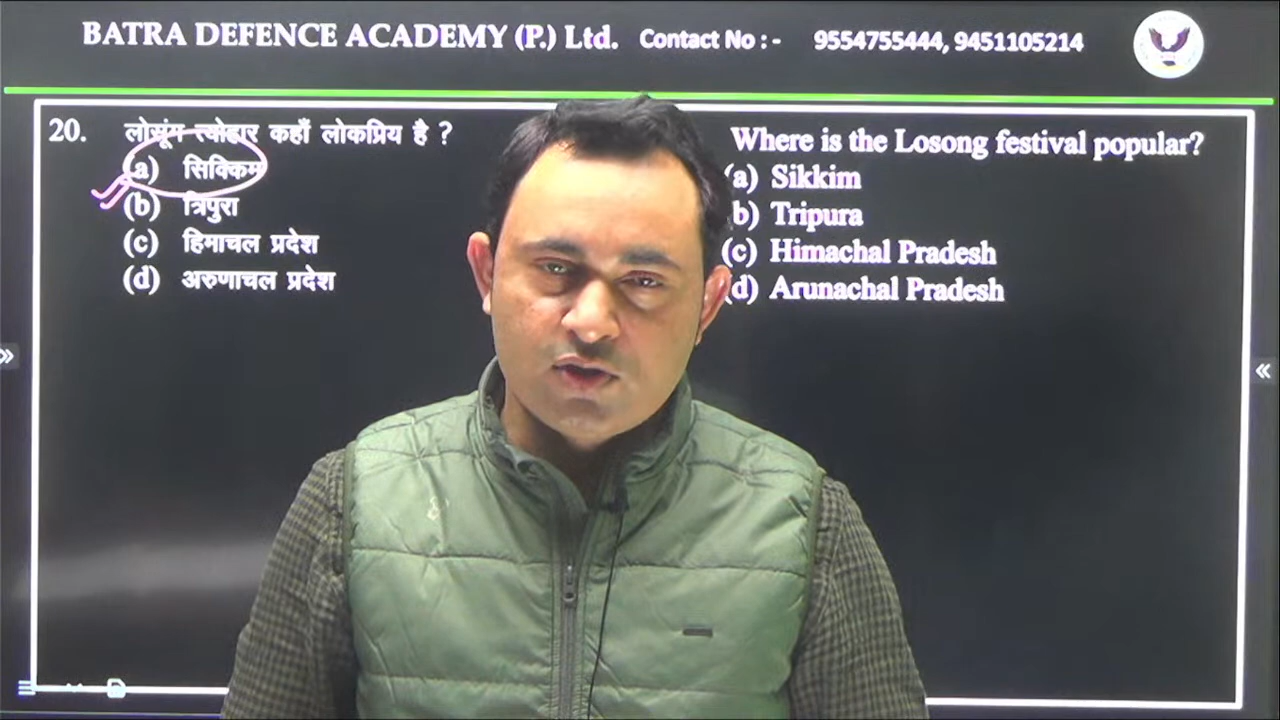 BATRA DEFENCE ACADEMY (P.) Ltd. Contact No :- 9554755444, 9451105214
20. लोसूंग त्योहार कहाँ लोकप्रिय है ?
(a) सिक्किम
(b) त्रिपुरा
(c) हिमाचल प्रदेश
(d) अरुणाचल प्रदेश
Where is the Losong festival popular?
(a) Sikkim
(b) Tripura
(c) Himachal Pradesh
(d) Arunachal Pradesh